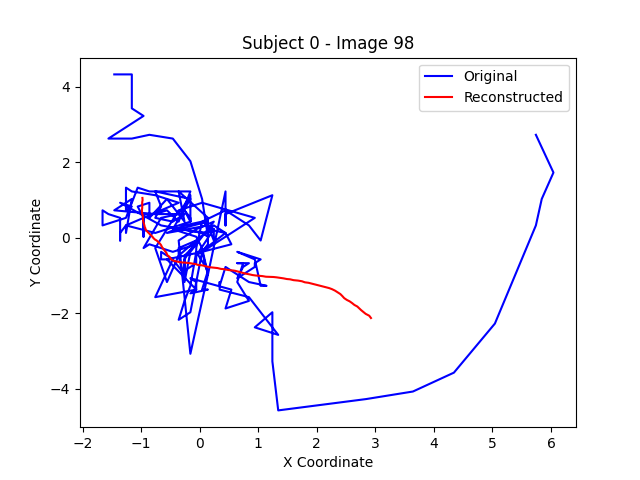 Subject 0 - Image 98
Original
Reconstructed
4
2
0
−2
−4
Y Coordinate
−2 −1 0 1 2 3 4 5 6
X Coordinate